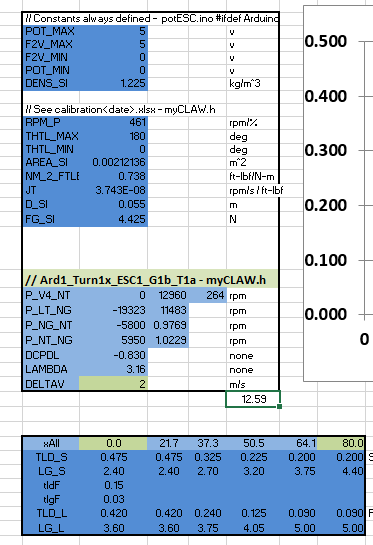 // Constants always defined - potESC.ino #ifdef Arduino
POT_MAX 5 v
F2V_MAX 5 v
F2V_MIN 0 v
POT_MIN 0 v
DENS_SI 1.225 kg/m^3
// See calibration<date>.xlsx - myCLAW.h
RPM_P 461 rpm/%
THTL_MAX 180 deg
THTL_MIN 0 deg
AREA_SI 0.00212136 m^2
NM_2_FTLE 0.738 ft-lbf/N-m
JT 3.743E-08 rpm/s / ft-lbf
D_SI 0.055 m
FG_SI 4.425 N
// Ard1_Turn1x_ESC1_G1b_T1a - myCLAW.h
P_V4_NT 0 12960 264 rpm
P_LT_NG -19323 11483 rpm
P_NG_NT -5800 0.9769 rpm
P_NT_NG 5950 1.0229 rpm
DCPDL -0.830 none
LAMBDA 3.16 none
DELTAV 2 m/s
12.59
xAll 0.0 21.7 37.3 50.5 64.1 80.0
TLD_S 0.475 0.475 0.325 0.225 0.200 0.200 S
LG_S 2.40 2.40 2.70 3.20 3.75 4.40
tldF 0.15
tlgF 0.03
TLD_L 0.420 0.420 0.240 0.125 0.090 0.090 F
LG_L 3.60 3.60 3.75 4.05 5.00 5.00
0.500
0.400
0.300
0.200
0.100
0.000
0